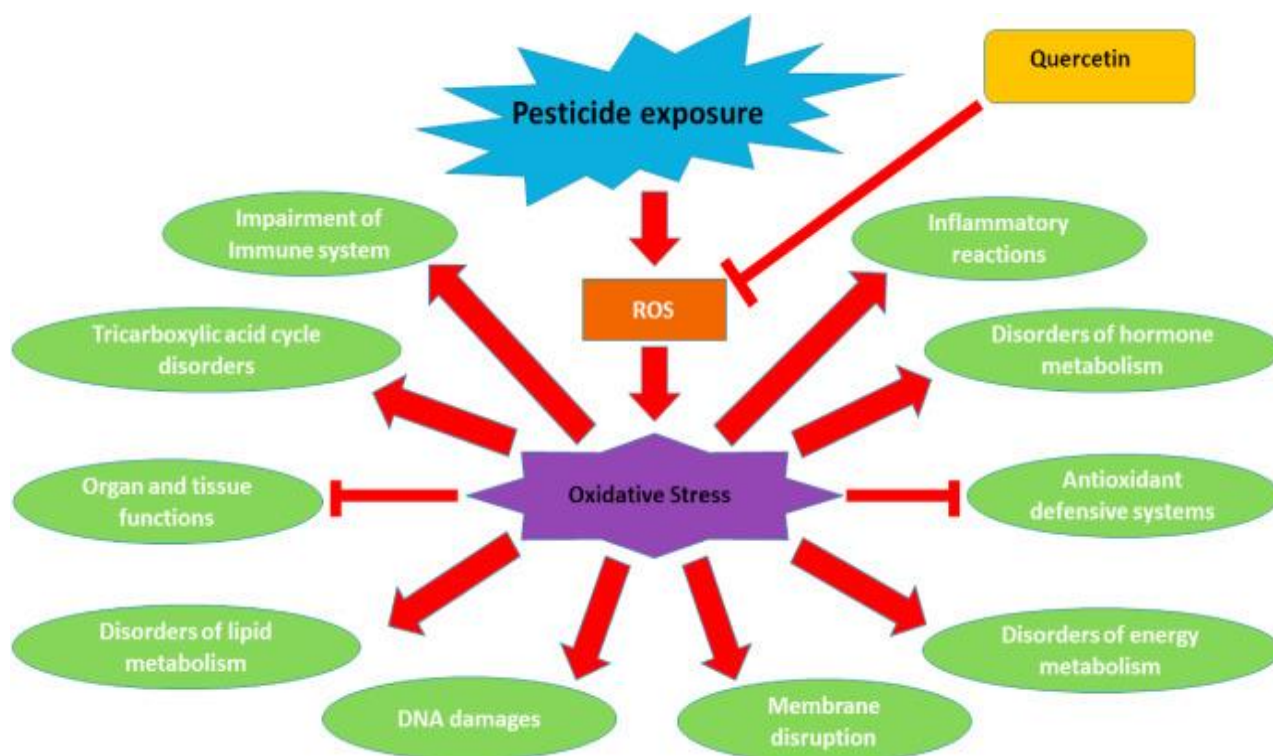 Quercetin
Pesticide exposure
Impairment of
Immune system
Inflammatory
reactions
ROS
Tricarboxylic acid cycle
disorders
Disorders of hormone
metabolism
Organ and tissue
functions
Oxidative Stress
Antioxidant
defensive systems
Disorders of lipid
metabolism
Disorders of energy
metabolism
DNA damages
Membrane
disruption